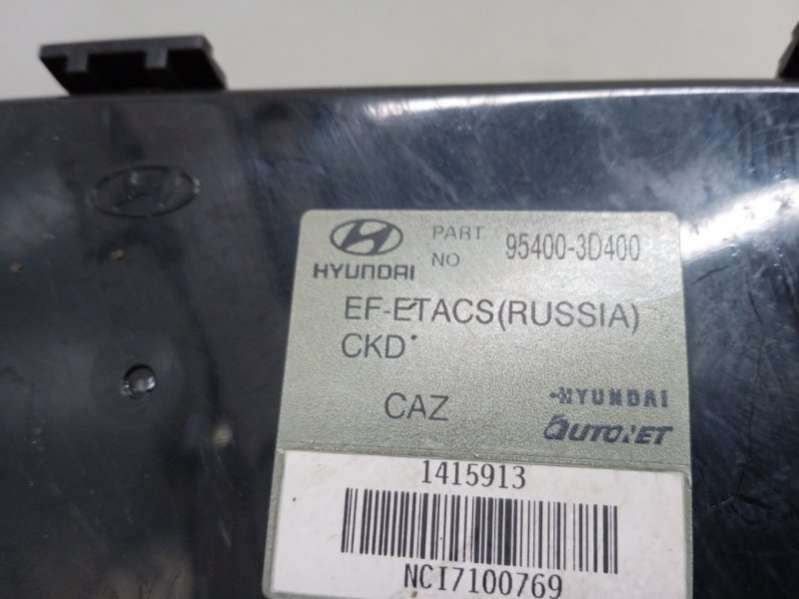 HYUNDAI
PART NO 95400-3D400
EF-ETACS(RUSSIA)
CKD
CAZ
HYUNDAI
AUTONET
1415913
NCI7100769